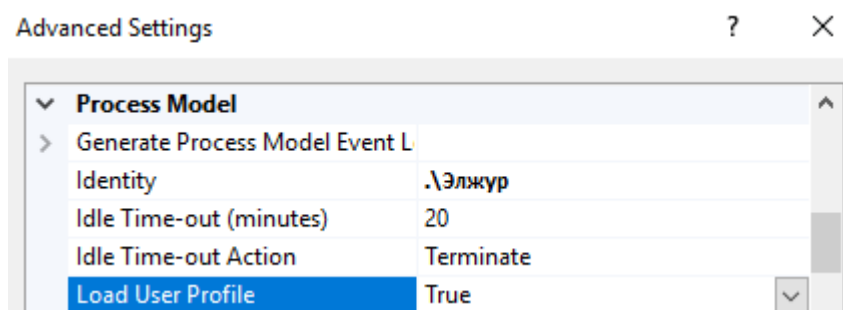 Advanced Settings ?
Process Model
Generate Process Model Event L
Identity .\Элжур
Idle Time-out (minutes) 20
Idle Time-out Action Terminate
Load User Profile True